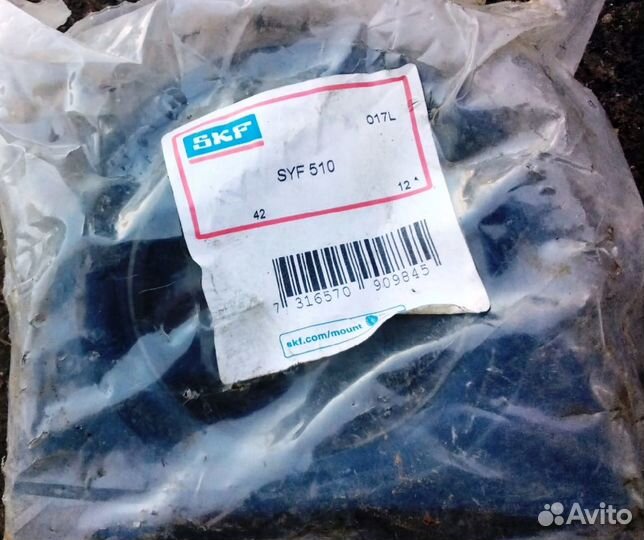 SKF
017L
SYF 510
42
12
7 316570 909845
skf.com/mount
Avito